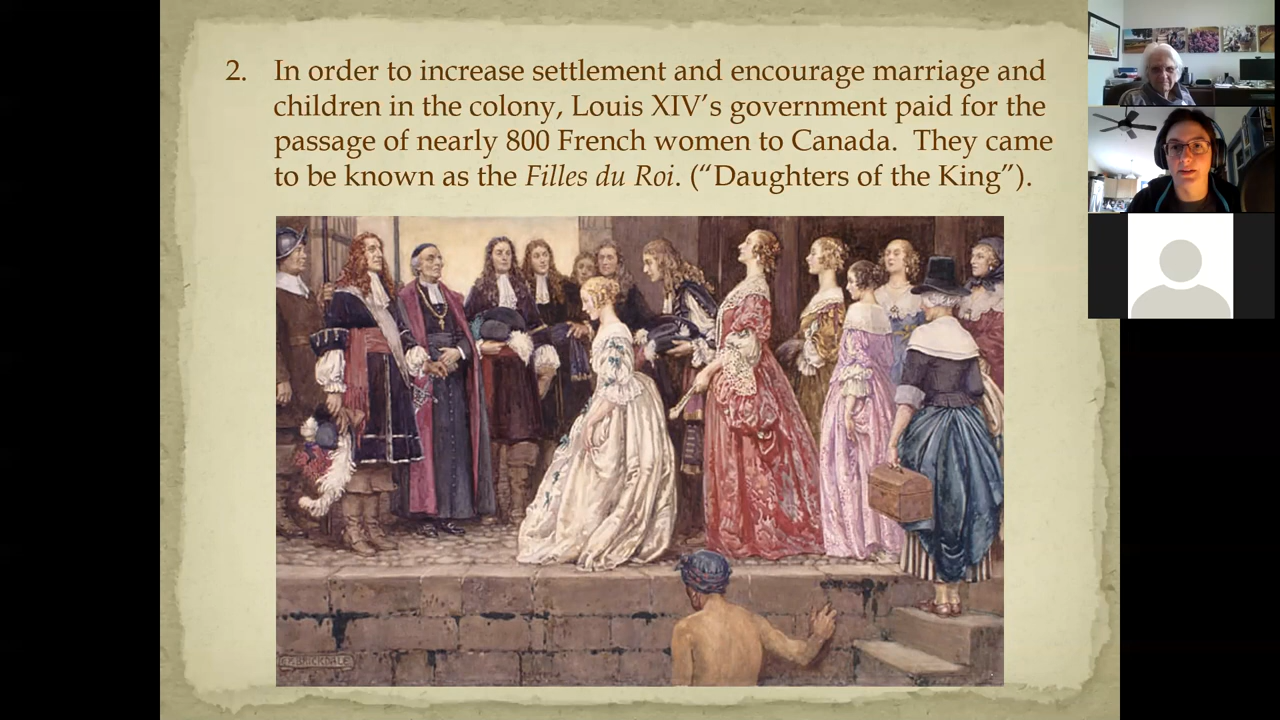 2. In order to increase settlement and encourage marriage and
children in the colony, Louis XIV’s government paid for the
passage of nearly 800 French women to Canada.  They came
to be known as the Filles du Roi. (“Daughters of the King”).